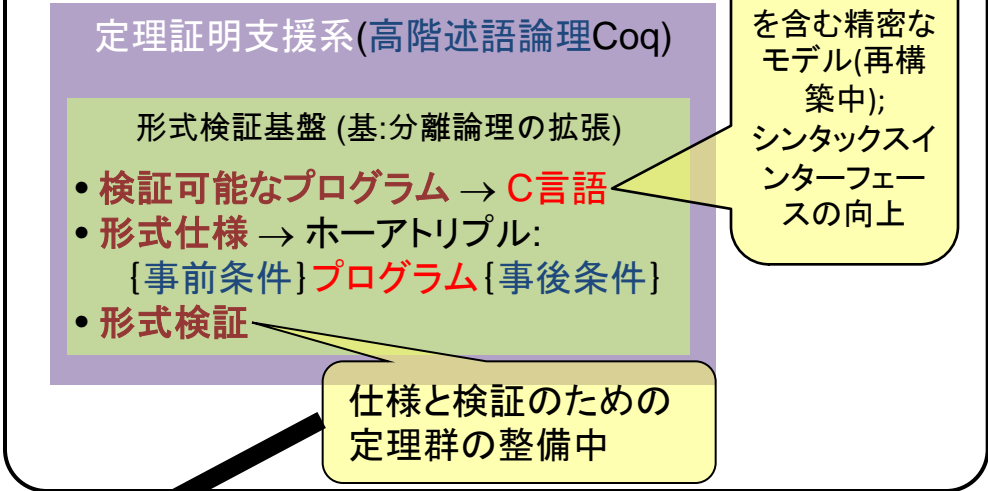 定理証明支援系(高階述語論理Coq)
形式検証基盤 (基:分離論理の拡張)
• 検証可能なプログラム → C言語
• 形式仕様 → ホーアトリプル:
{事前条件}プログラム{事後条件}
• 形式検証
を含む精密な
モデル(再構
築中);
シンタックスイ
ンターフェー
スの向上
仕様と検証のための
定理群の整備中